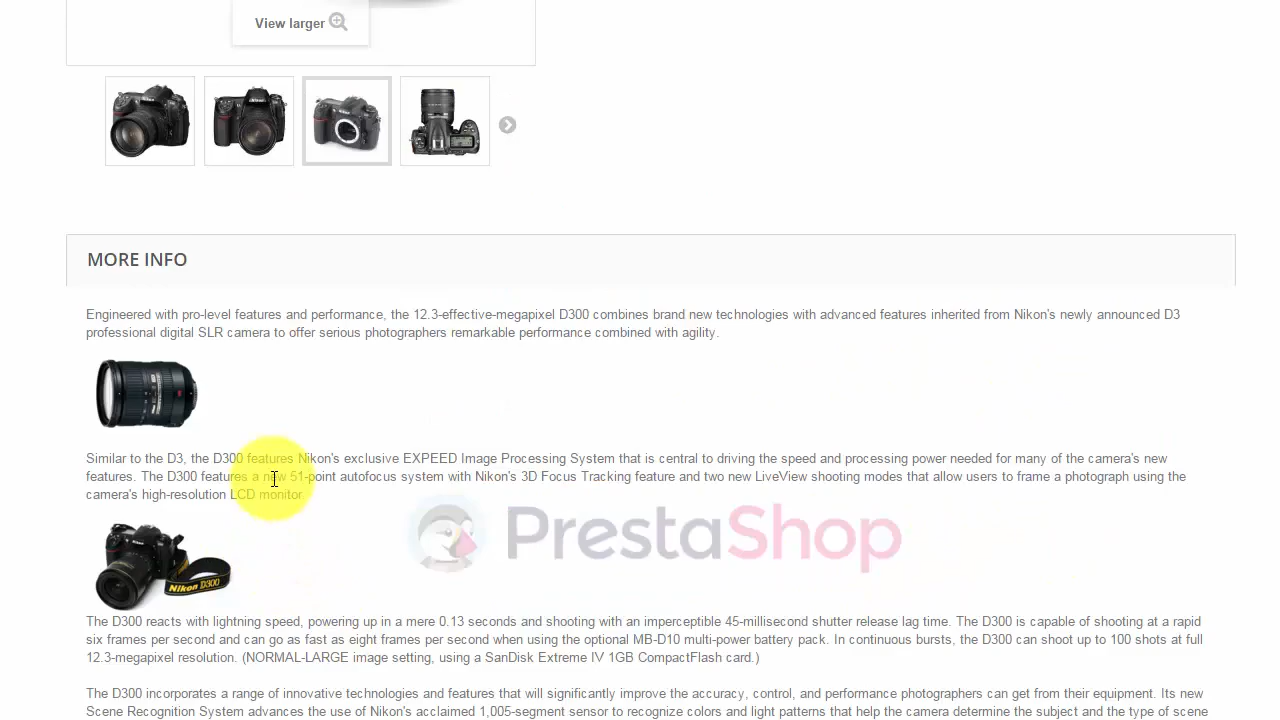 View larger
MORE INFO
Engineered with pro-level features and performance, the 12.3-effective-megapixel D300 combines brand new technologies with advanced features inherited from Nikon's newly announced D3
professional digital SLR camera to offer serious photographers remarkable performance combined with agility.
Similar to the D3, the D300 features Nikon's exclusive EXPEED Image Processing System that is central to driving the speed and processing power needed for many of the camera's new
features. The D300 features a new 51-point autofocus system with Nikon's 3D Focus Tracking feature and two new LiveView shooting modes that allow users to frame a photograph using the
camera's high-resolution LCD monitor.
PrestaShop
Nikon D300
The D300 reacts with lightning speed, powering up in a mere 0.13 seconds and shooting with an imperceptible 45-millisecond shutter release lag time. The D300 is capable of shooting at a rapid
six frames per second and can go as fast as eight frames per second when using the optional MB-D10 multi-power battery pack. In continuous bursts, the D300 can shoot up to 100 shots at full
12.3-megapixel resolution. (NORMAL-LARGE image setting, using a SanDisk Extreme IV 1GB CompactFlash card.)
The D300 incorporates a range of innovative technologies and features that will significantly improve the accuracy, control, and performance photographers can get from their equipment. Its new
Scene Recognition System advances the use of Nikon's acclaimed 1,005-segment sensor to recognize colors and light patterns that help the camera determine the subject and the type of scene